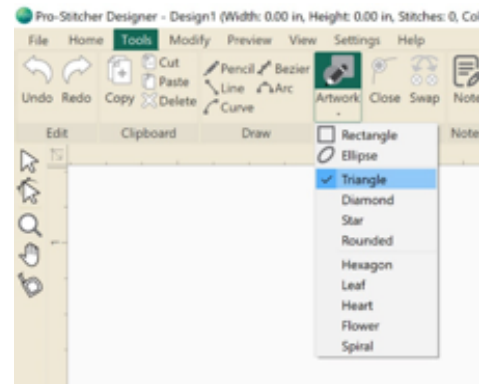 Pro-Stitcher Designer - Design1 (Width: 0.00 in, Height: 0.00 in, Stitches: 0, Col
File Home Tools Modify Preview View Settings Help
Undo Redo Copy Cut Paste Delete Pencil Bezier Line Arc Curve Artwork Close Swap Note
Edit Clipboard Draw Note
Rectangle
Ellipse
Triangle
Diamond
Star
Rounded
Hexagon
Leaf
Heart
Flower
Spiral